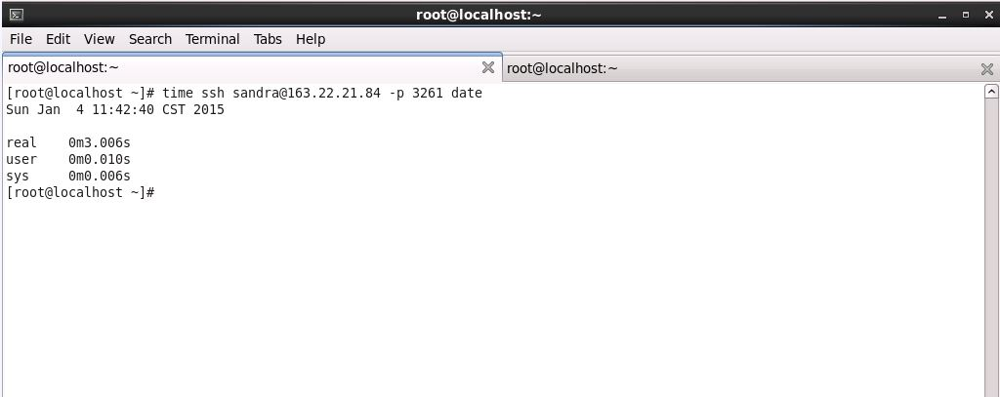 root@localhost:~
File Edit View Search Terminal Tabs Help
root@localhost:~ root@localhost:~
[root@localhost ~]# time ssh sandra@163.22.21.84 -p 3261 date
Sun Jan  4 11:42:40 CST 2015
real    0m3.006s
user    0m0.010s
sys     0m0.006s
[root@localhost ~]#